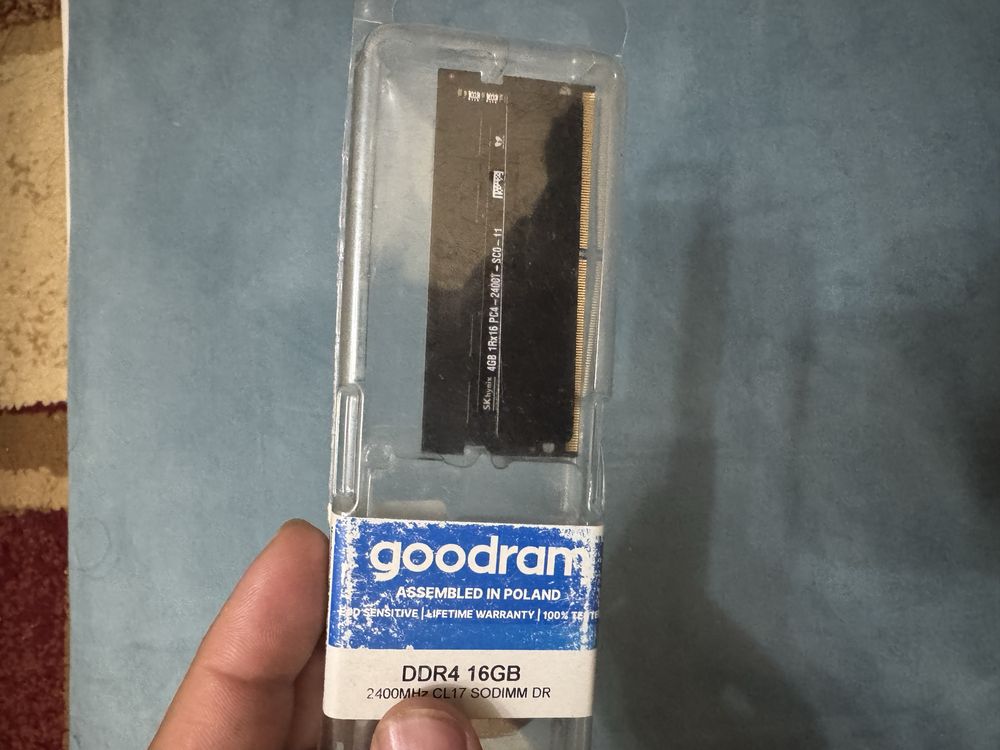 SK hynix 4GB 1Rx16 PC4-2400T-SC0-11
goodram
ASSEMBLED IN POLAND
SENSITIVE | LIFETIME WARRANTY | 100%
DDR4 16GB
2400MHz CL17 SODIMM DR